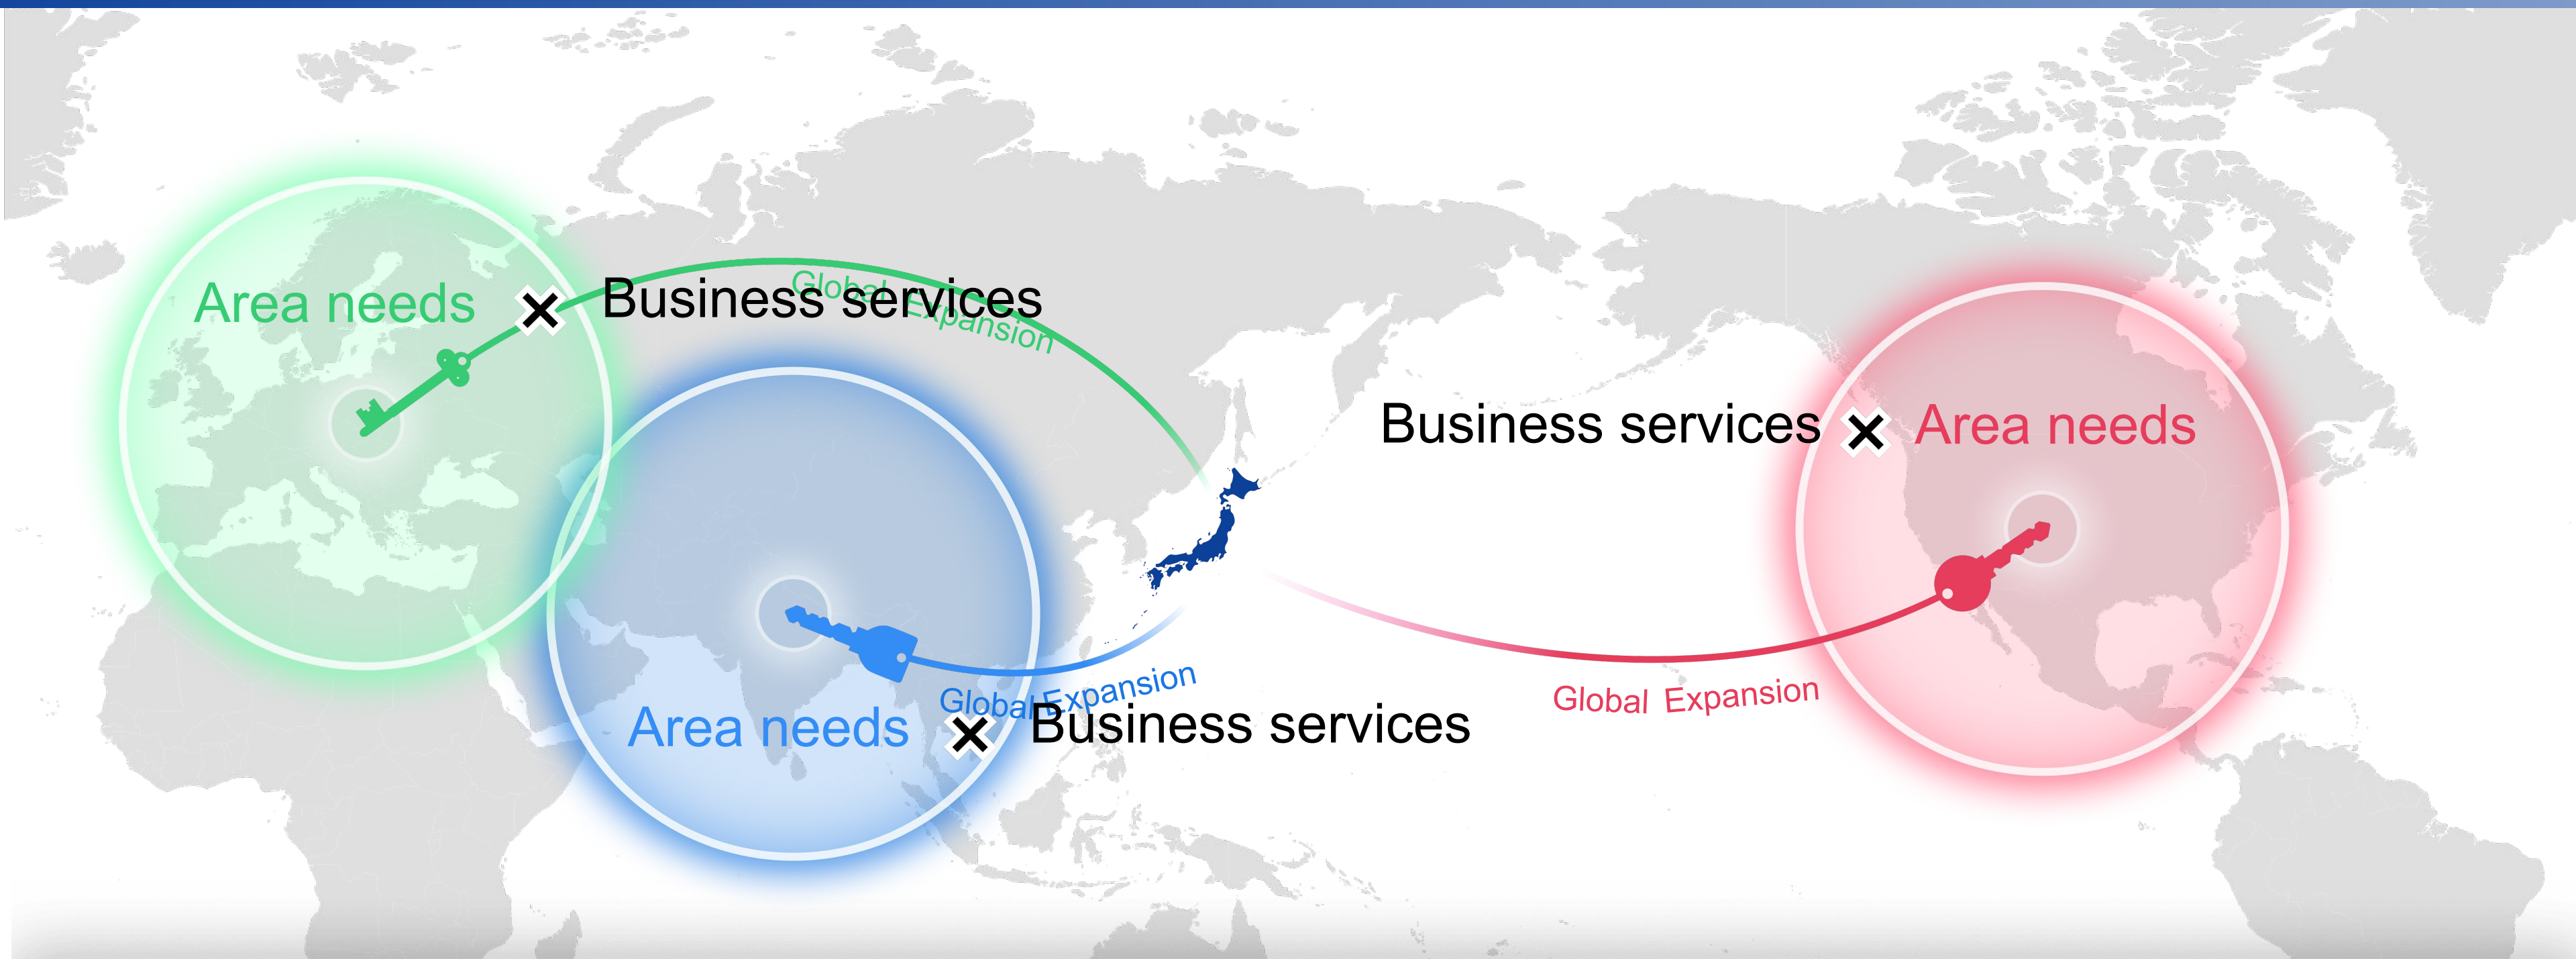 Area needs × Business services
Global Expansion
Business services × Area needs
Global Expansion
Area needs × Business services
Global Expansion